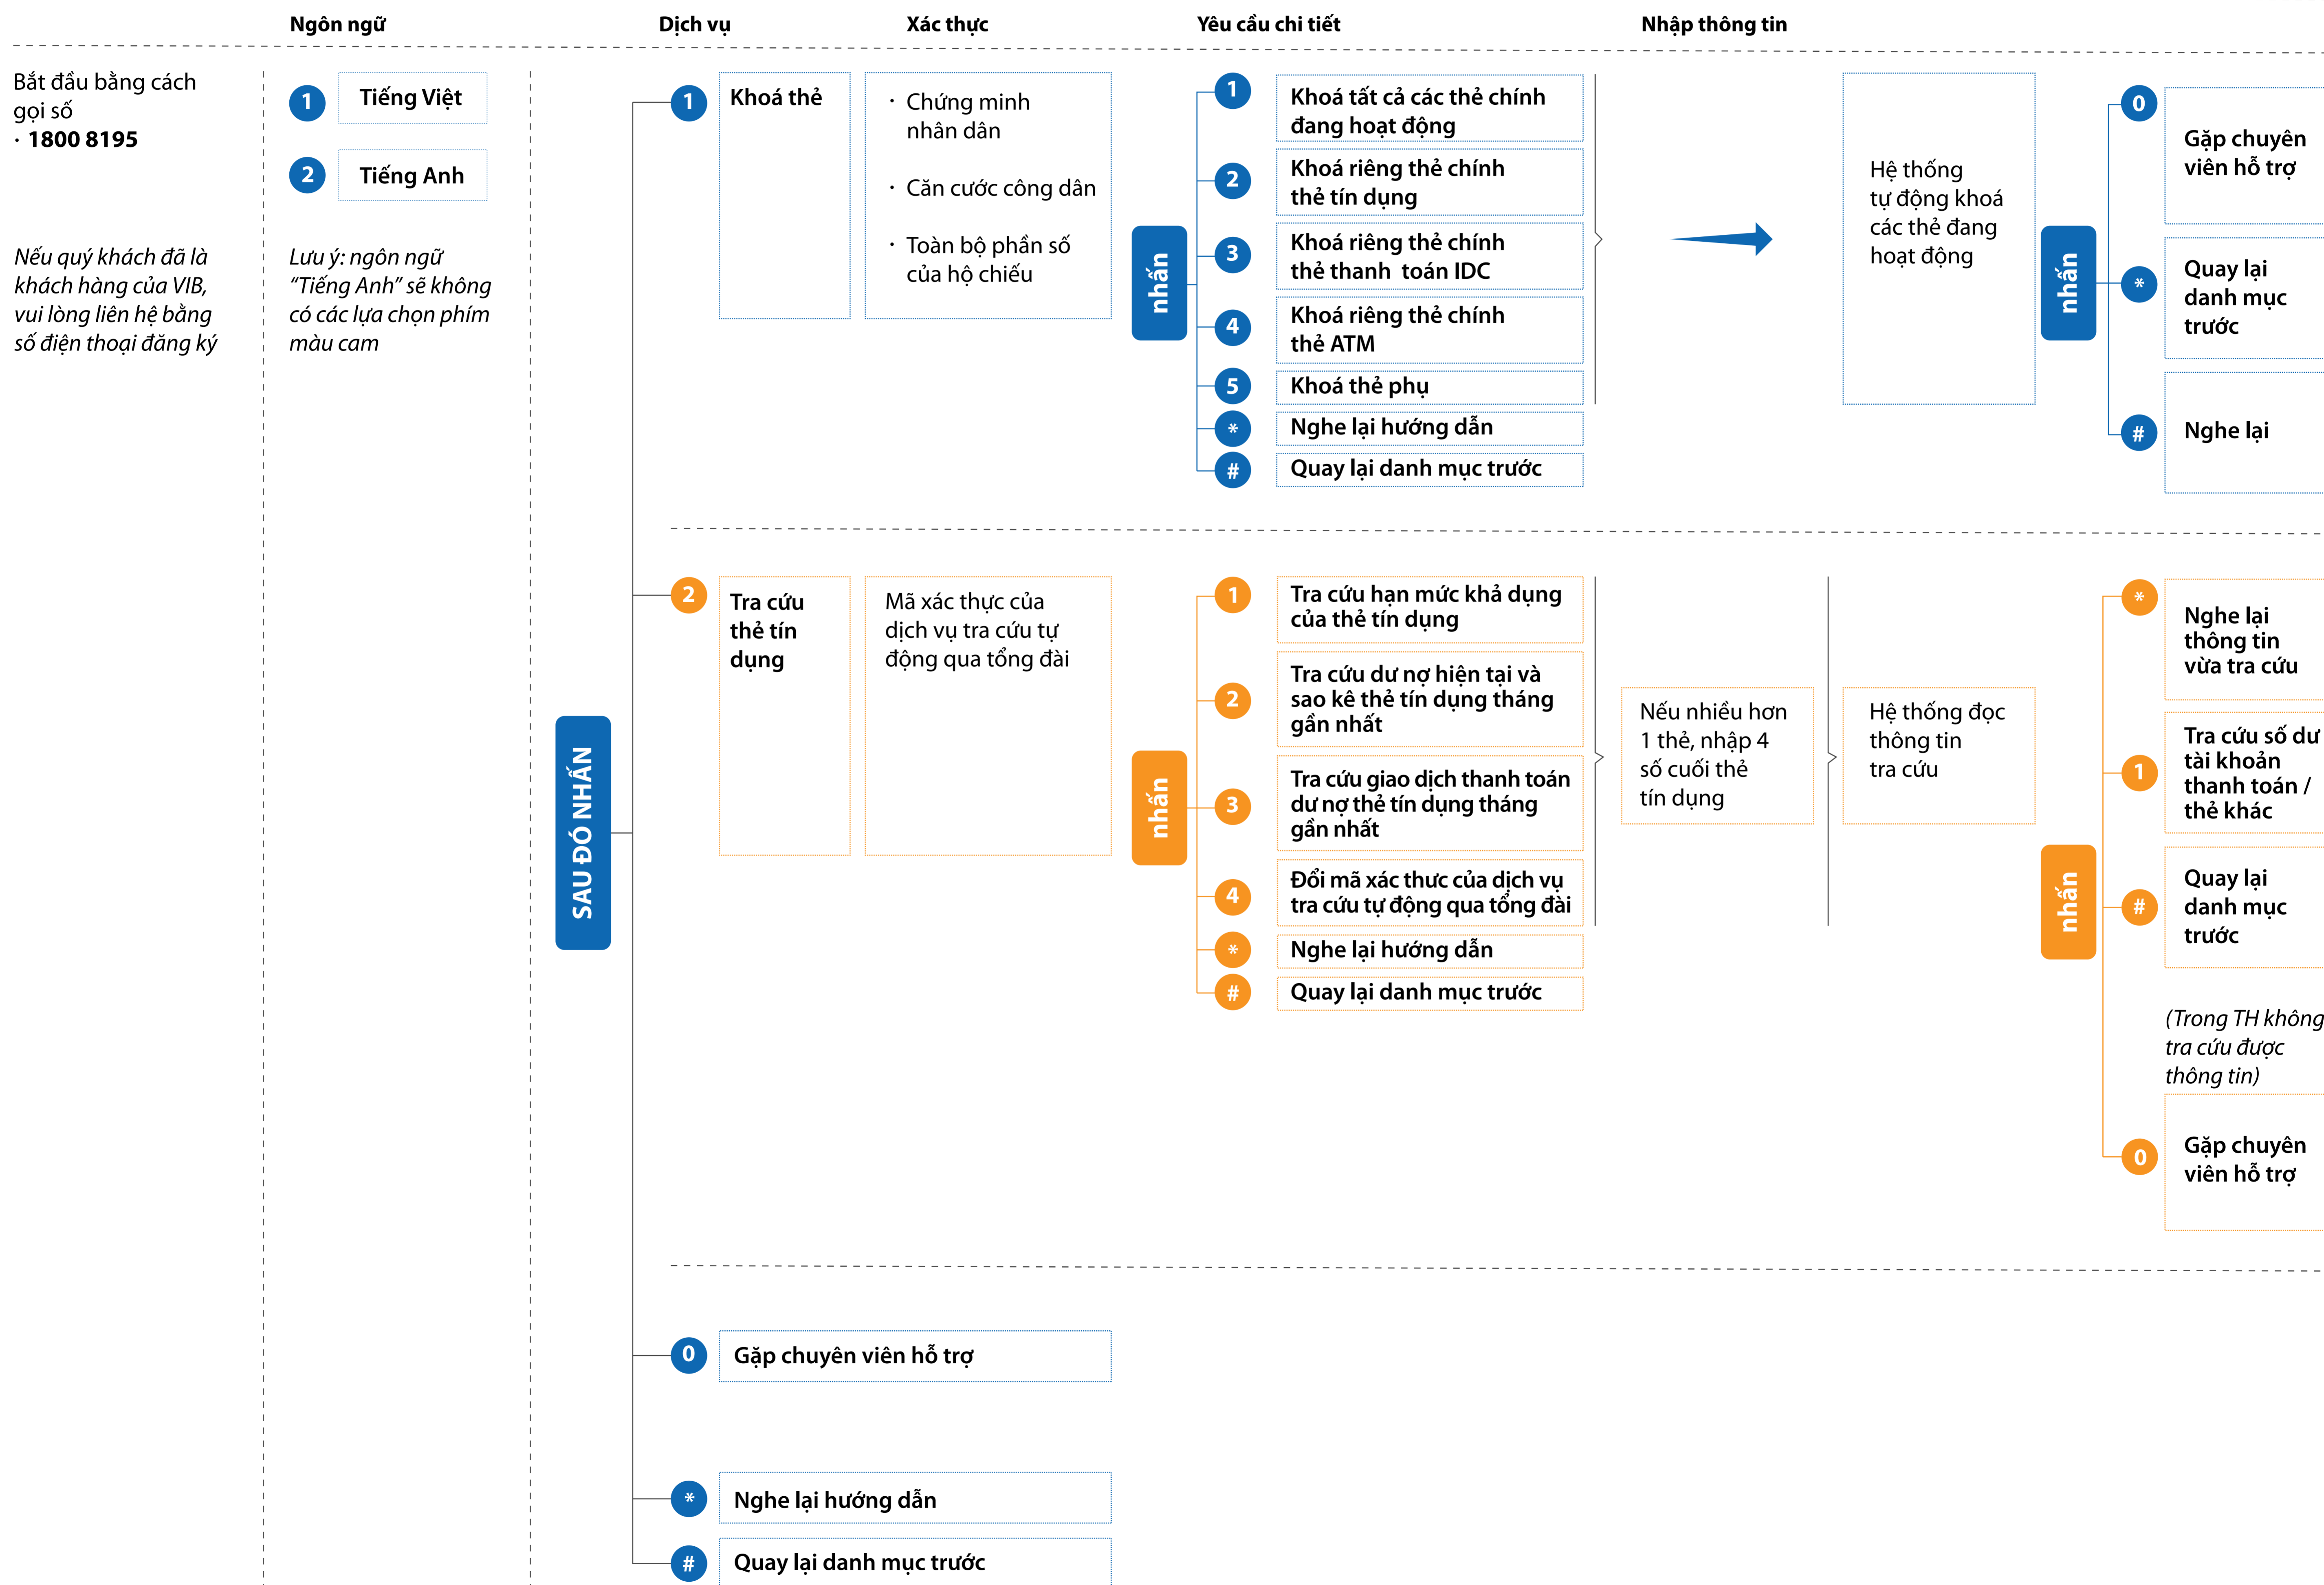 Ngôn ngữ
Dịch vụ
Xác thực
Yêu cầu chi tiết
Nhập thông tin
Bắt đầu bằng cách
gọi số
· 1800 8195
Nếu quý khách đã là
khách hàng của VIB,
vui lòng liên hệ bằng
số điện thoại đăng ký
1
Tiếng Việt
2
Tiếng Anh
Lưu ý: ngôn ngữ
“Tiếng Anh” sẽ không
có các lựa chọn phím
màu cam
SAU ĐÓ NHẤN
1
Khoá thẻ
· Chứng minh
nhân dân
· Căn cước công dân
· Toàn bộ phần số
của hộ chiếu
nhấn
1
Khoá tất cả các thẻ chính
đang hoạt động
2
Khoá riêng thẻ chính
thẻ tín dụng
3
Khoá riêng thẻ chính
thẻ thanh toán IDC
4
Khoá riêng thẻ chính
thẻ ATM
5
Khoá thẻ phụ
*
Nghe lại hướng dẫn
#
Quay lại danh mục trước
Hệ thống
tự động khoá
các thẻ đang
hoạt động
nhấn
0
Gặp chuyên
viên hỗ trợ
*
Quay lại
danh mục
trước
#
Nghe lại
2
Tra cứu
thẻ tín
dụng
Mã xác thực của
dịch vụ tra cứu tự
động qua tổng đài
nhấn
1
Tra cứu hạn mức khả dụng
của thẻ tín dụng
2
Tra cứu dư nợ hiện tại và
sao kê thẻ tín dụng tháng
gần nhất
3
Tra cứu giao dịch thanh toán
dư nợ thẻ tín dụng tháng
gần nhất
4
Đổi mã xác thưc của dịch vụ
tra cứu tự động qua tổng đài
*
Nghe lại hướng dẫn
#
Quay lại danh mục trước
Nếu nhiều hơn
1 thẻ, nhập 4
số cuối thẻ
tín dụng
Hệ thống đọc
thông tin
tra cứu
nhấn
*
Nghe lại
thông tin
vừa tra cứu
1
Tra cứu số dư
tài khoản
thanh toán /
thẻ khác
#
Quay lại
danh mục
trước
(Trong TH không
tra cứu được
thông tin)
0
Gặp chuyên
viên hỗ trợ
0
Gặp chuyên viên hỗ trợ
*
Nghe lại hướng dẫn
#
Quay lại danh mục trước